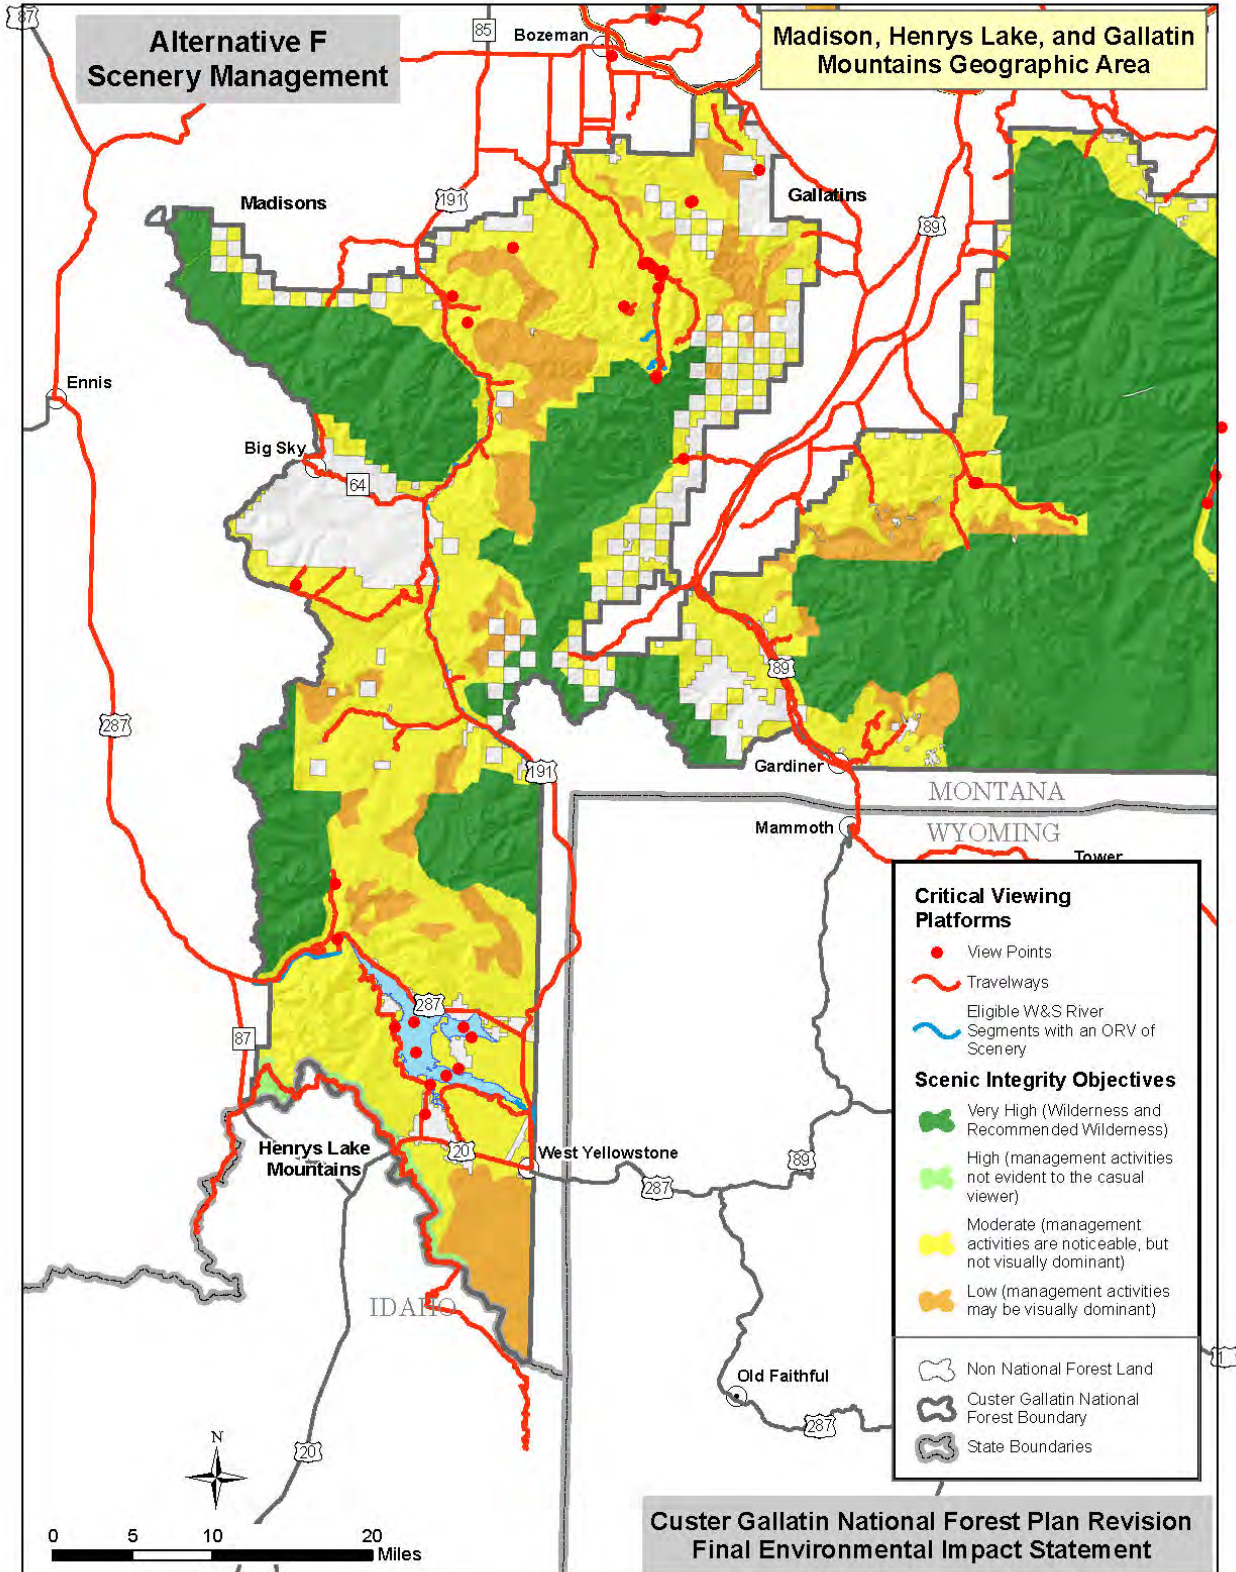 Alternative F
Scenery Management
Madison, Henrys Lake, and Gallatin
Mountains Geographic Area
87
85
Bozeman
Madisons
191
Gallatins
89
Ennis
Big Sky
64
287
89
191
Gardiner
MONTANA
Mammoth
WYOMING
Tower
287
87
Henrys Lake
Mountains
20
West Yellowstone
287
89
IDAHO
Old Faithful
287
20
Critical Viewing
Platforms
View Points
Travelways
Eligible W&S River
Segments with an ORV of
Scenery
Scenic Integrity Objectives
Very High (Wilderness and
Recommended Wilderness)
High (management activities
not evident to the casual
viewer)
Moderate (management
activities are noticeable, but
not visually dominant)
Low (management activities
may be visually dominant)
Non National Forest Land
Custer Gallatin National
Forest Boundary
State Boundaries
N
0 5 10 20
Miles
Custer Gallatin National Forest Plan Revision
Final Environmental Impact Statement